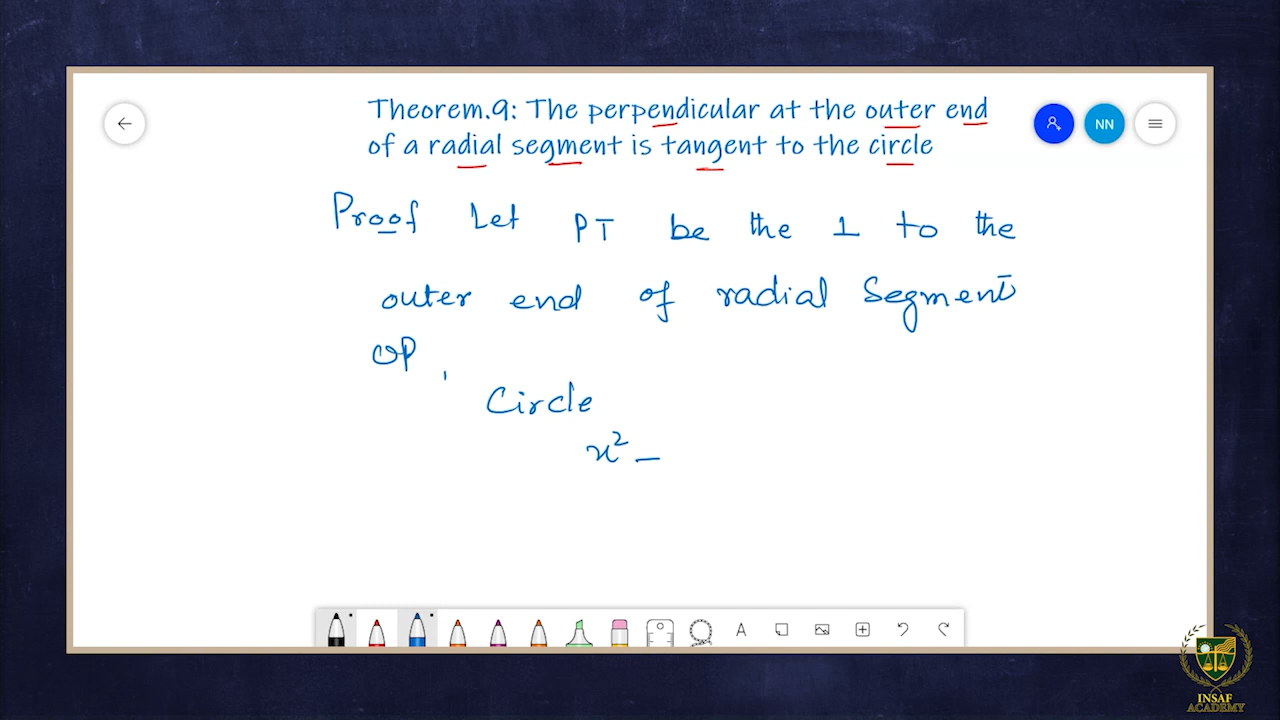 Theorem.9: The perpendicular at the outer end
of a radial segment is tangent to the circle
NN
Proof Let PT be the ⊥ to the
outer end of radial Segment
OP,
Circle
x² –
A
INSAF
ACADEMY